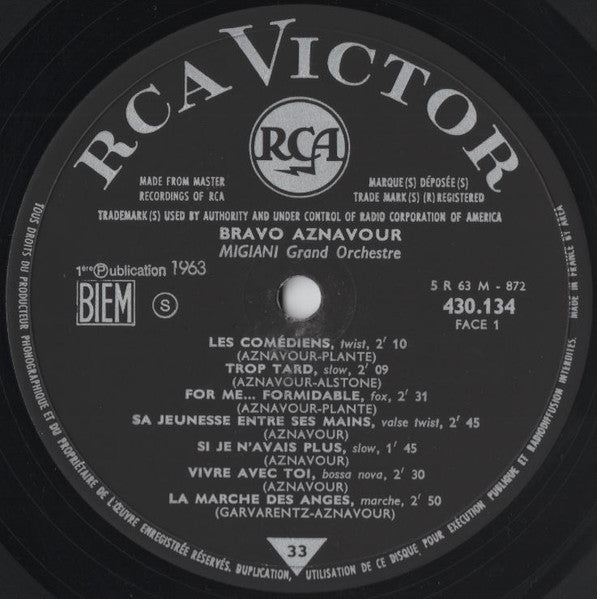 RCA VICTOR
RCA
MADE FROM MASTER
RECORDINGS OF RCA
MARQUE(S) DÉPOSÉE(S)
TRADE MARK(S) (R) REGISTERED
TRADEMARK(S) USED BY AUTHORITY AND UNDER CONTROL OF RADIO CORPORATION OF AMERICA
BRAVO AZNAVOUR
MIGIANI Grand Orchestre
1ère Ⓟublication 1963
BIEM
S
5 R 63 M - 872
430.134
FACE 1
LES COMÉDIENS, twist, 2' 10
(AZNAVOUR-PLANTE)
TROP TARD, slow, 2' 09
(AZNAVOUR-ALSTONE)
FOR ME... FORMIDABLE, fox, 2' 31
(AZNAVOUR-PLANTE)
SA JEUNESSE ENTRE SES MAINS, valse twist, 2' 45
(AZNAVOUR)
SI JE N'AVAIS PLUS, slow, 1' 45
(AZNAVOUR)
VIVRE AVEC TOI, bossa nova, 2' 30
(AZNAVOUR)
LA MARCHE DES ANGES, marche, 2' 50
(GARVARENTZ-AZNAVOUR)
33
TOUS DROITS DU PRODUCTEUR PHONOGRAPHIQUE ET DU PROPRIÉTAIRE DE L'ŒUVRE ENREGISTRÉE RÉSERVÉS. DUPLICATION, UTILISATION DE CE DISQUE POUR EXÉCUTION PUBLIQUE ET RADIODIFFUSION INTERDITES.
MADE IN FRANCE BY AREA